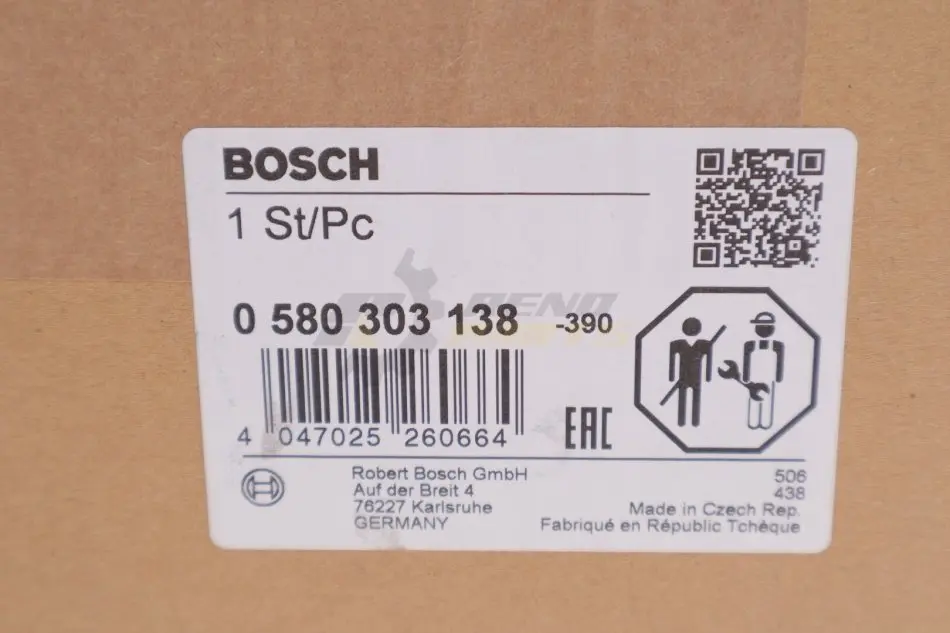 BOSCH
1 St/Pc
0 580 303 138 -390
4 047025 260664
EAC
Robert Bosch GmbH
Auf der Breit 4
76227 Karlsruhe
GERMANY
506
438
Made in Czech Rep.
Fabriqué en Républic Tchèque